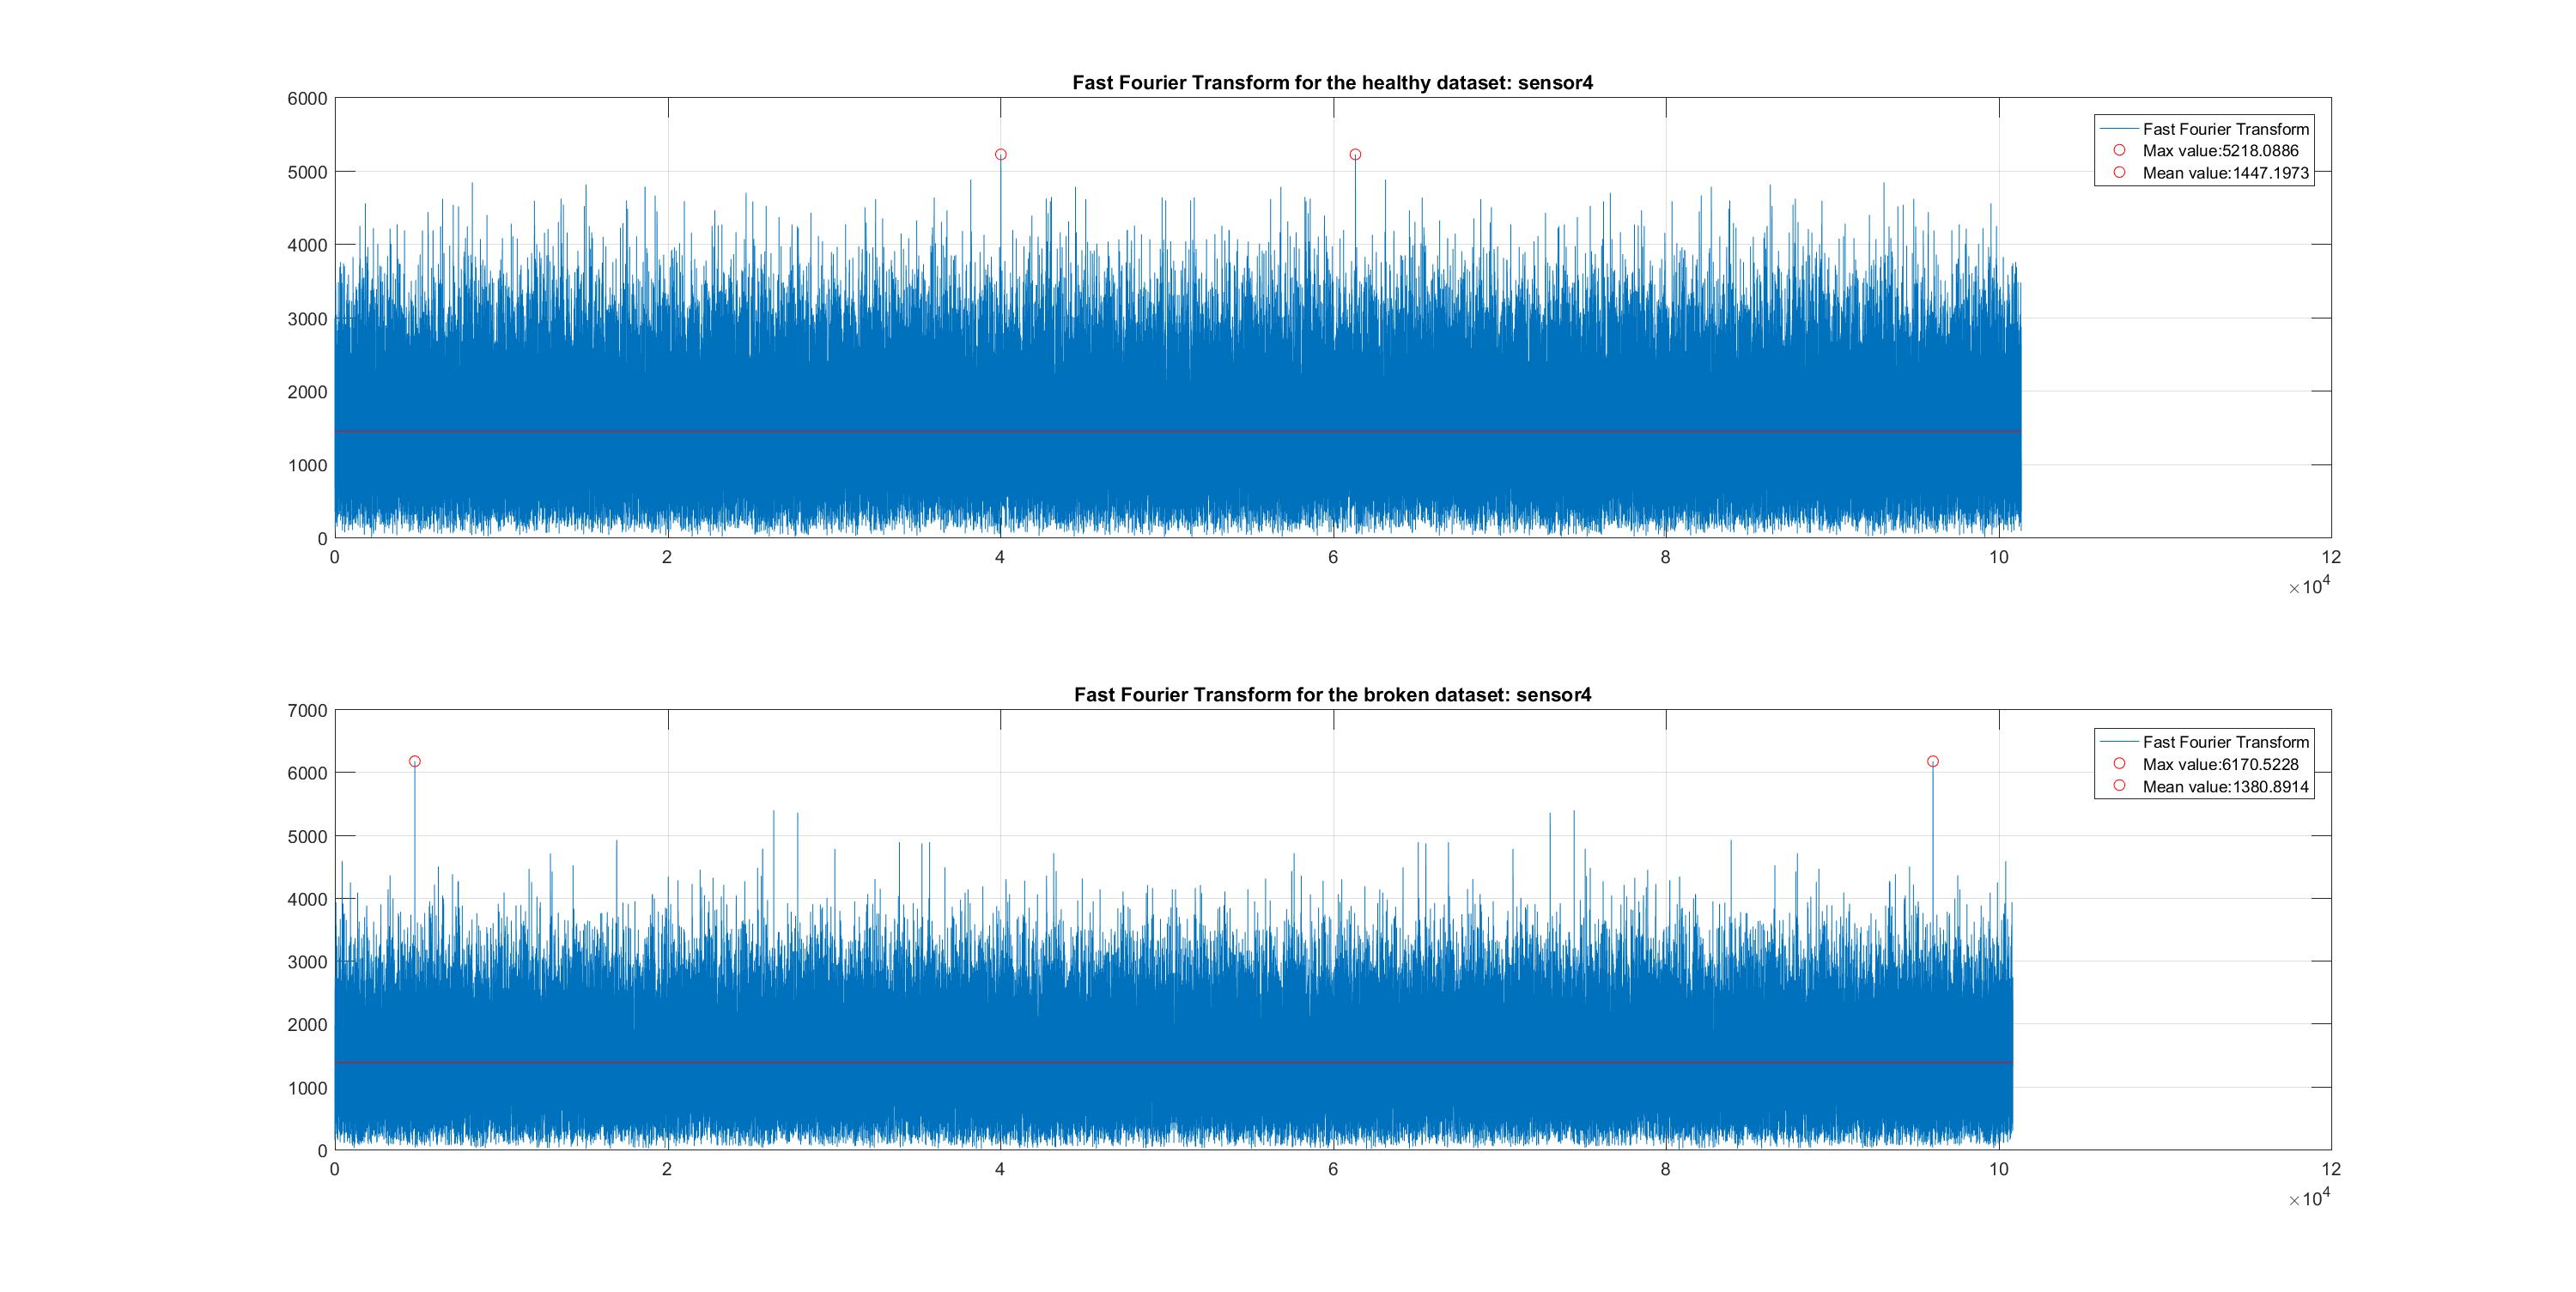 Fast Fourier Transform for the healthy dataset: sensor4
6000
5000
4000
3000
2000
1000
0
Fast Fourier Transform
Max value:5218.0886
Mean value:1447.1973
0 2 4 6 8 10 12
×10^4
Fast Fourier Transform for the broken dataset: sensor4
7000
6000
5000
4000
3000
2000
1000
0
Fast Fourier Transform
Max value:6170.5228
Mean value:1380.8914
0 2 4 6 8 10 12
×10^4